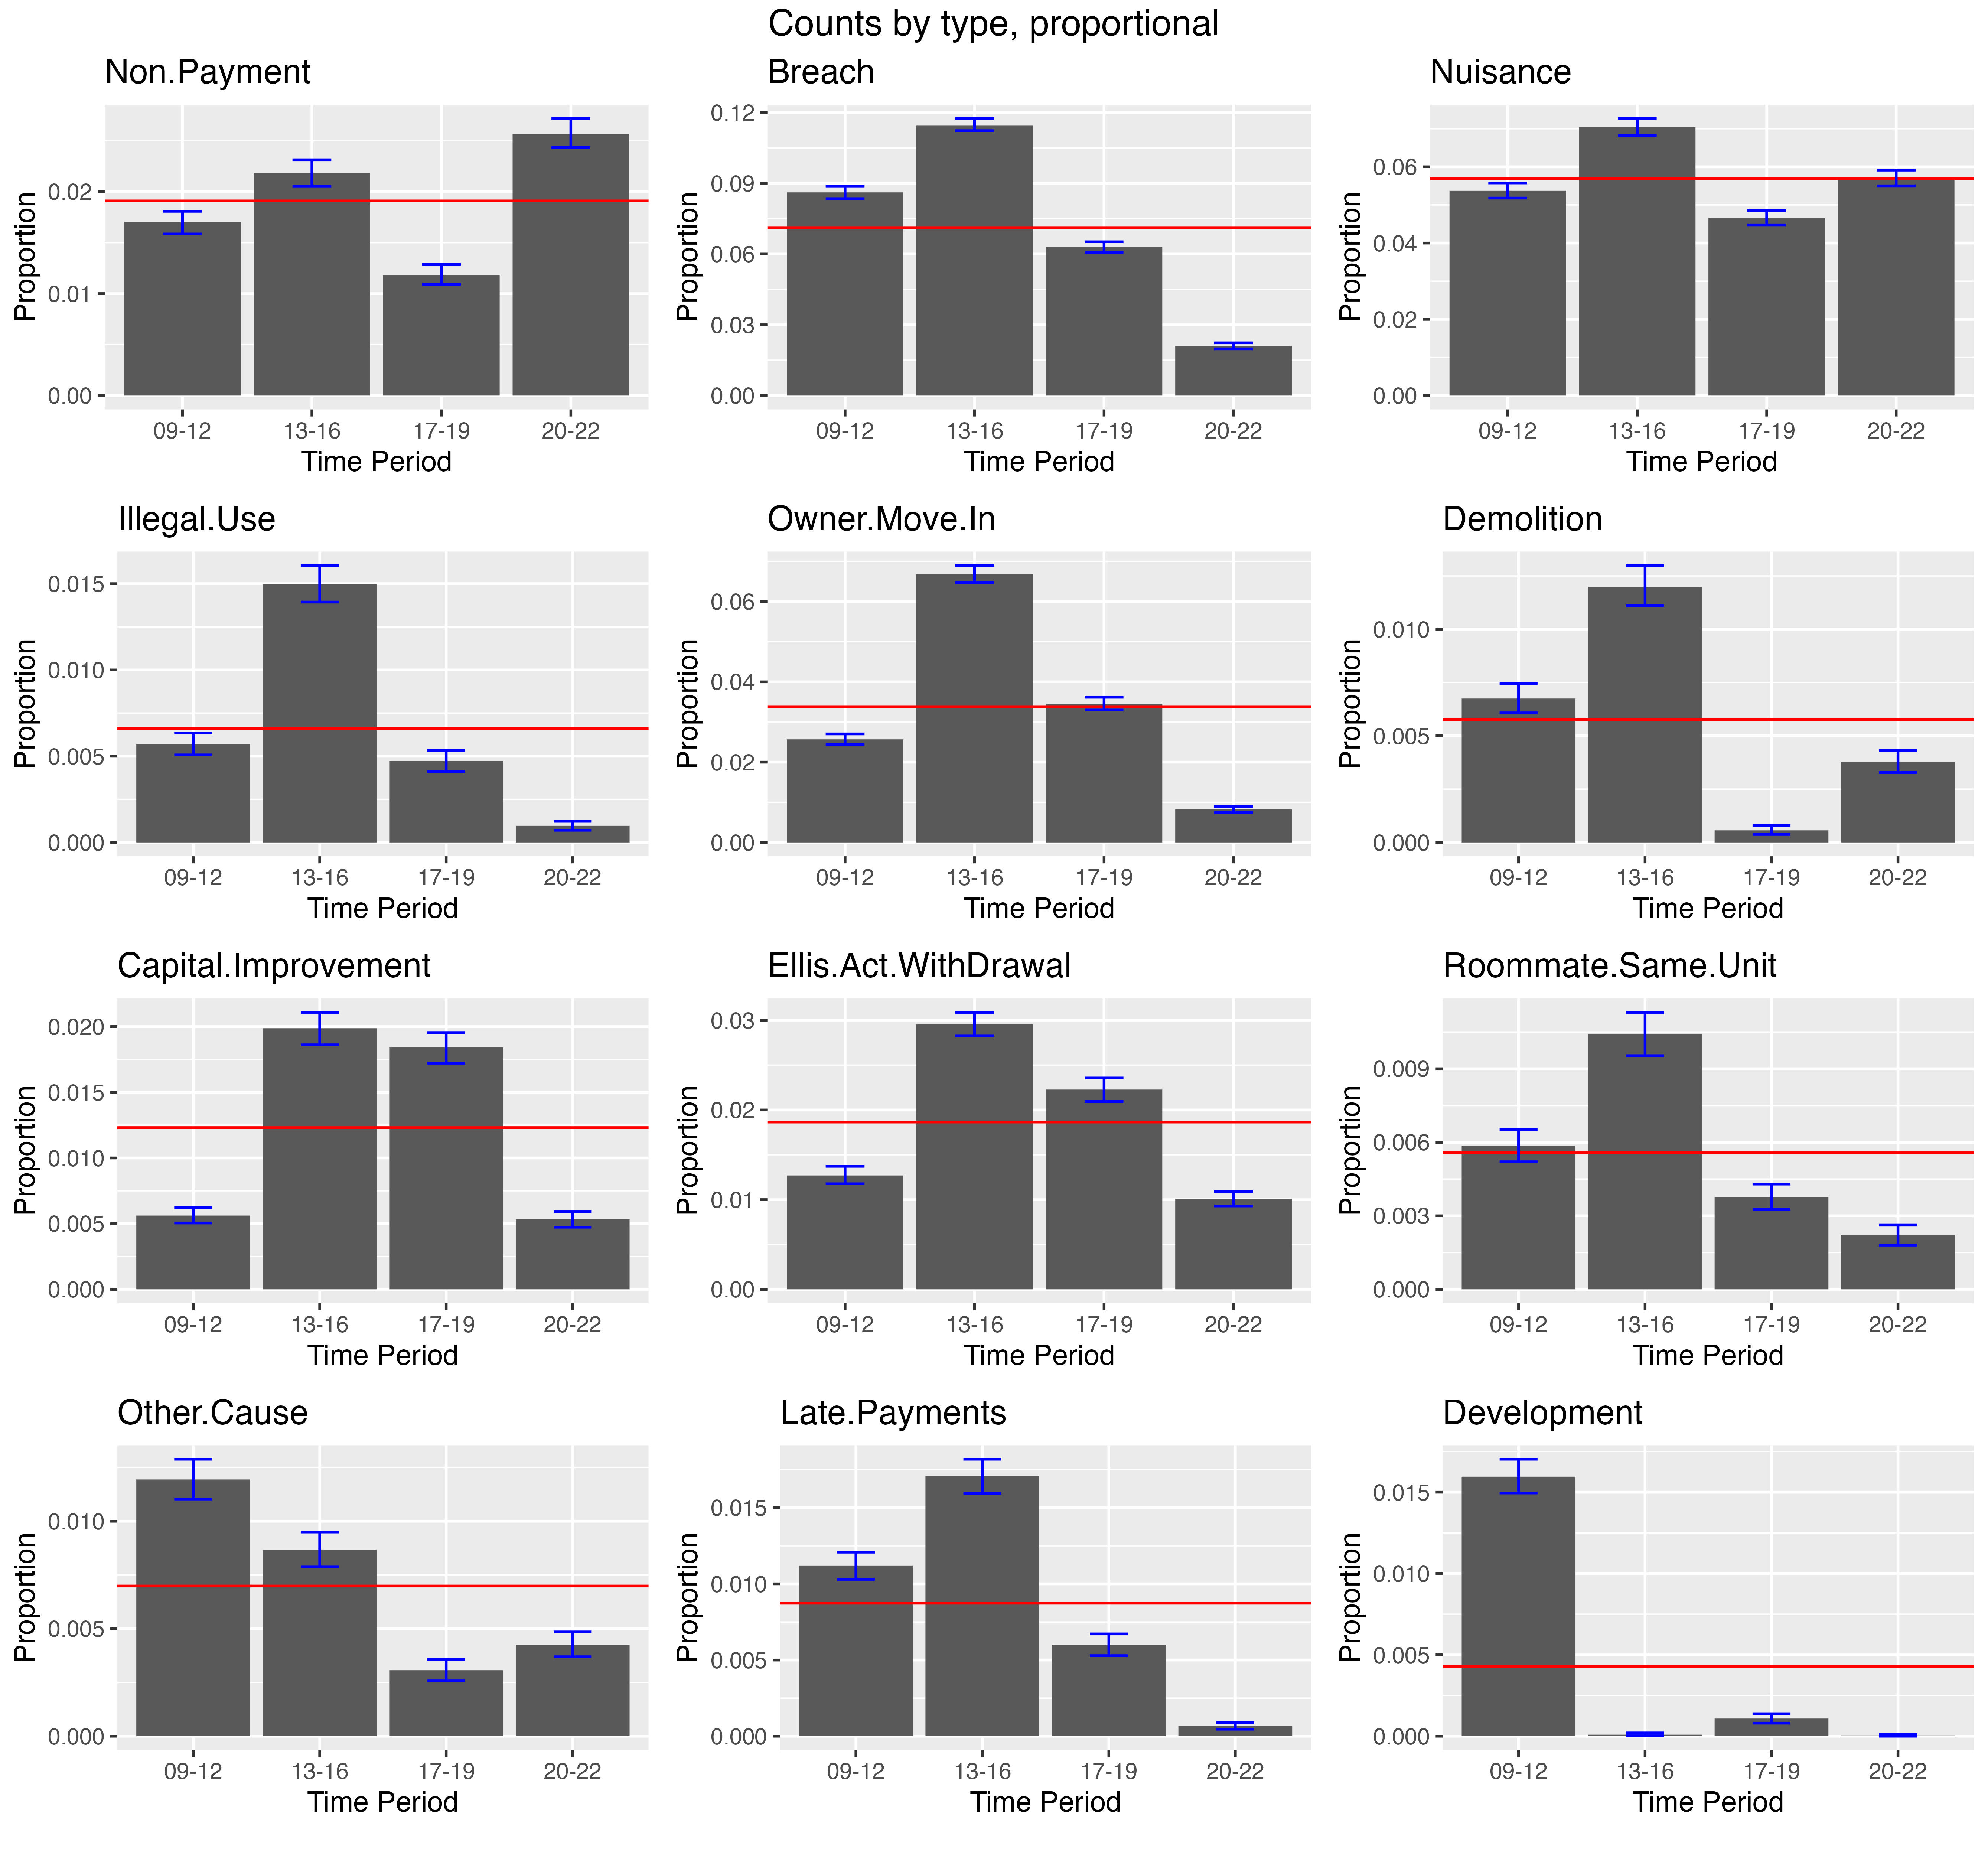 Counts by type, proportional
Non.Payment
Proportion
0.02
0.01
0.00
09-12 13-16 17-19 20-22
Time Period
Breach
Proportion
0.12
0.09
0.06
0.03
0.00
09-12 13-16 17-19 20-22
Time Period
Nuisance
Proportion
0.06
0.04
0.02
0.00
09-12 13-16 17-19 20-22
Time Period
Illegal.Use
Proportion
0.015
0.010
0.005
0.000
09-12 13-16 17-19 20-22
Time Period
Owner.Move.In
Proportion
0.06
0.04
0.02
0.00
09-12 13-16 17-19 20-22
Time Period
Demolition
Proportion
0.010
0.005
0.000
09-12 13-16 17-19 20-22
Time Period
Capital.Improvement
Proportion
0.020
0.015
0.010
0.005
0.000
09-12 13-16 17-19 20-22
Time Period
Ellis.Act.WithDrawal
Proportion
0.03
0.02
0.01
0.00
09-12 13-16 17-19 20-22
Time Period
Roommate.Same.Unit
Proportion
0.009
0.006
0.003
0.000
09-12 13-16 17-19 20-22
Time Period
Other.Cause
Proportion
0.010
0.005
0.000
09-12 13-16 17-19 20-22
Time Period
Late.Payments
Proportion
0.015
0.010
0.005
0.000
09-12 13-16 17-19 20-22
Time Period
Development
Proportion
0.015
0.010
0.005
0.000
09-12 13-16 17-19 20-22
Time Period